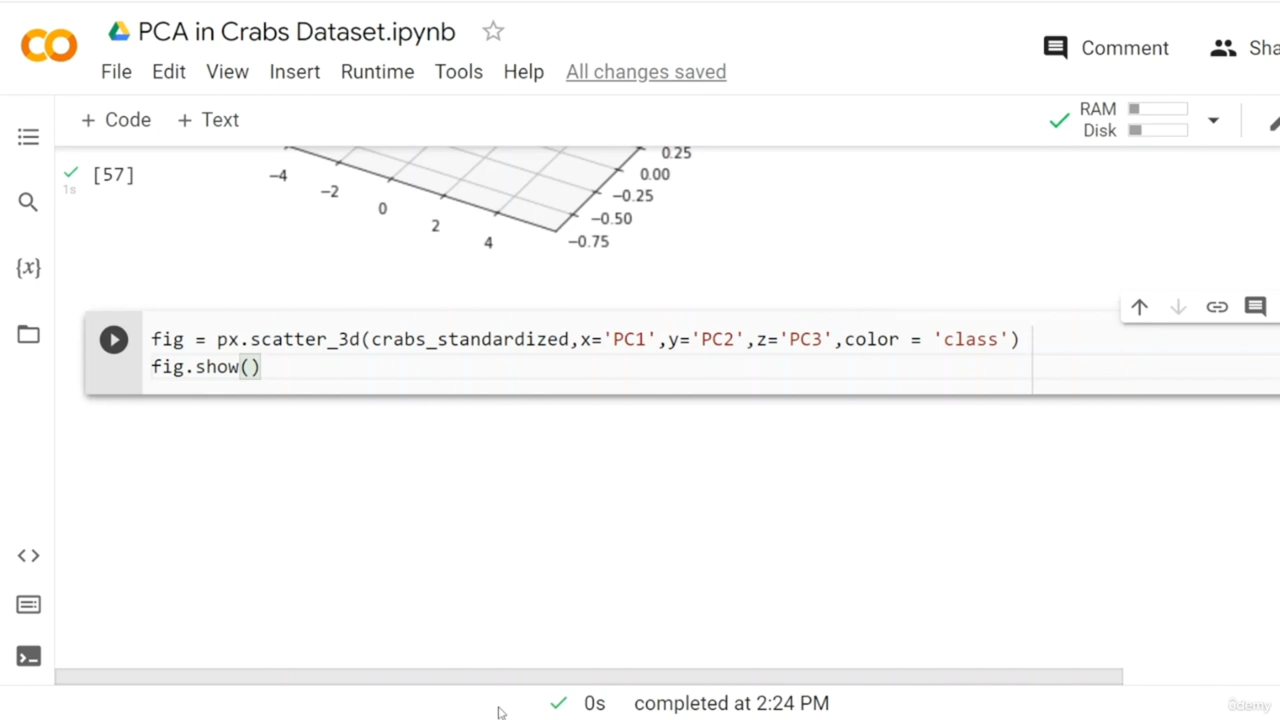 PCA in Crabs Dataset.ipynb
Comment
File Edit View Insert Runtime Tools Help All changes saved
+ Code + Text
RAM
Disk
[57]
1s
0.25
0.00
−0.25
−0.50
−0.75
−4
−2
0
2
4
{x}
fig = px.scatter_3d(crabs_standardized,x='PC1',y='PC2',z='PC3',color = 'class')
fig.show()
0s completed at 2:24 PM
ûdemy